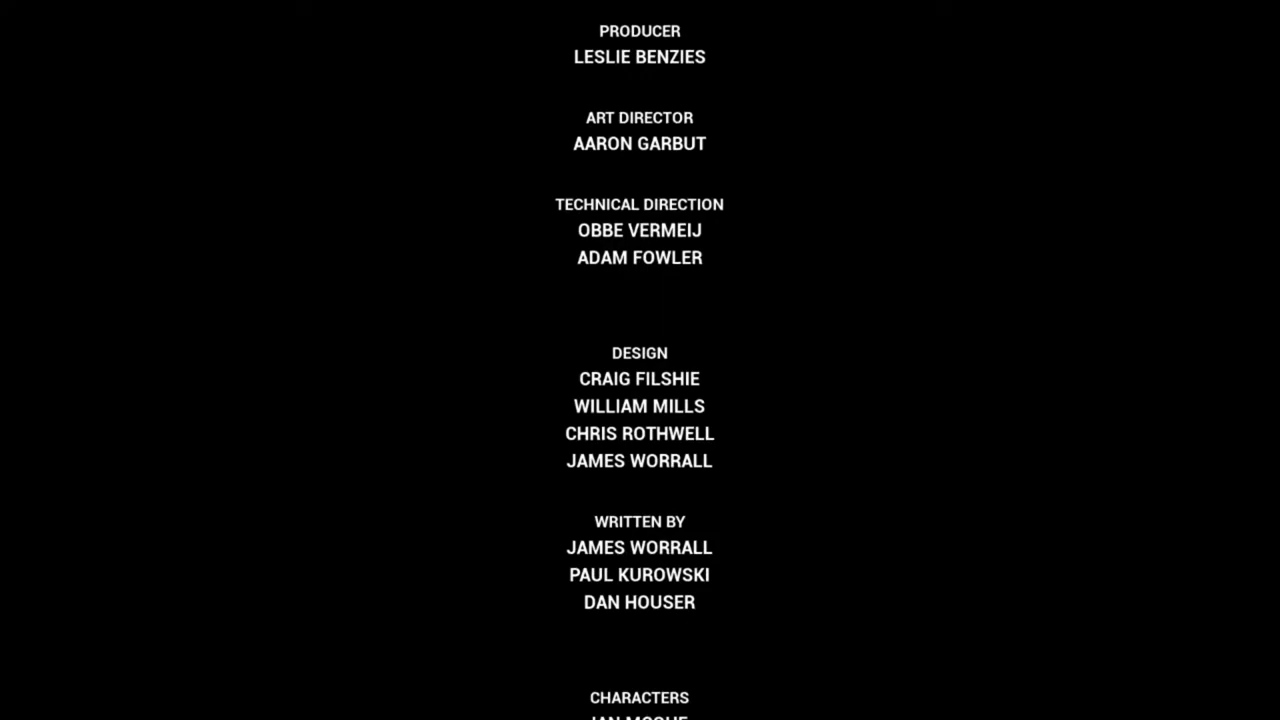 PRODUCER
LESLIE BENZIES
ART DIRECTOR
AARON GARBUT
TECHNICAL DIRECTION
OBBE VERMEIJ
ADAM FOWLER
DESIGN
CRAIG FILSHIE
WILLIAM MILLS
CHRIS ROTHWELL
JAMES WORRALL
WRITTEN BY
JAMES WORRALL
PAUL KUROWSKI
DAN HOUSER
CHARACTERS